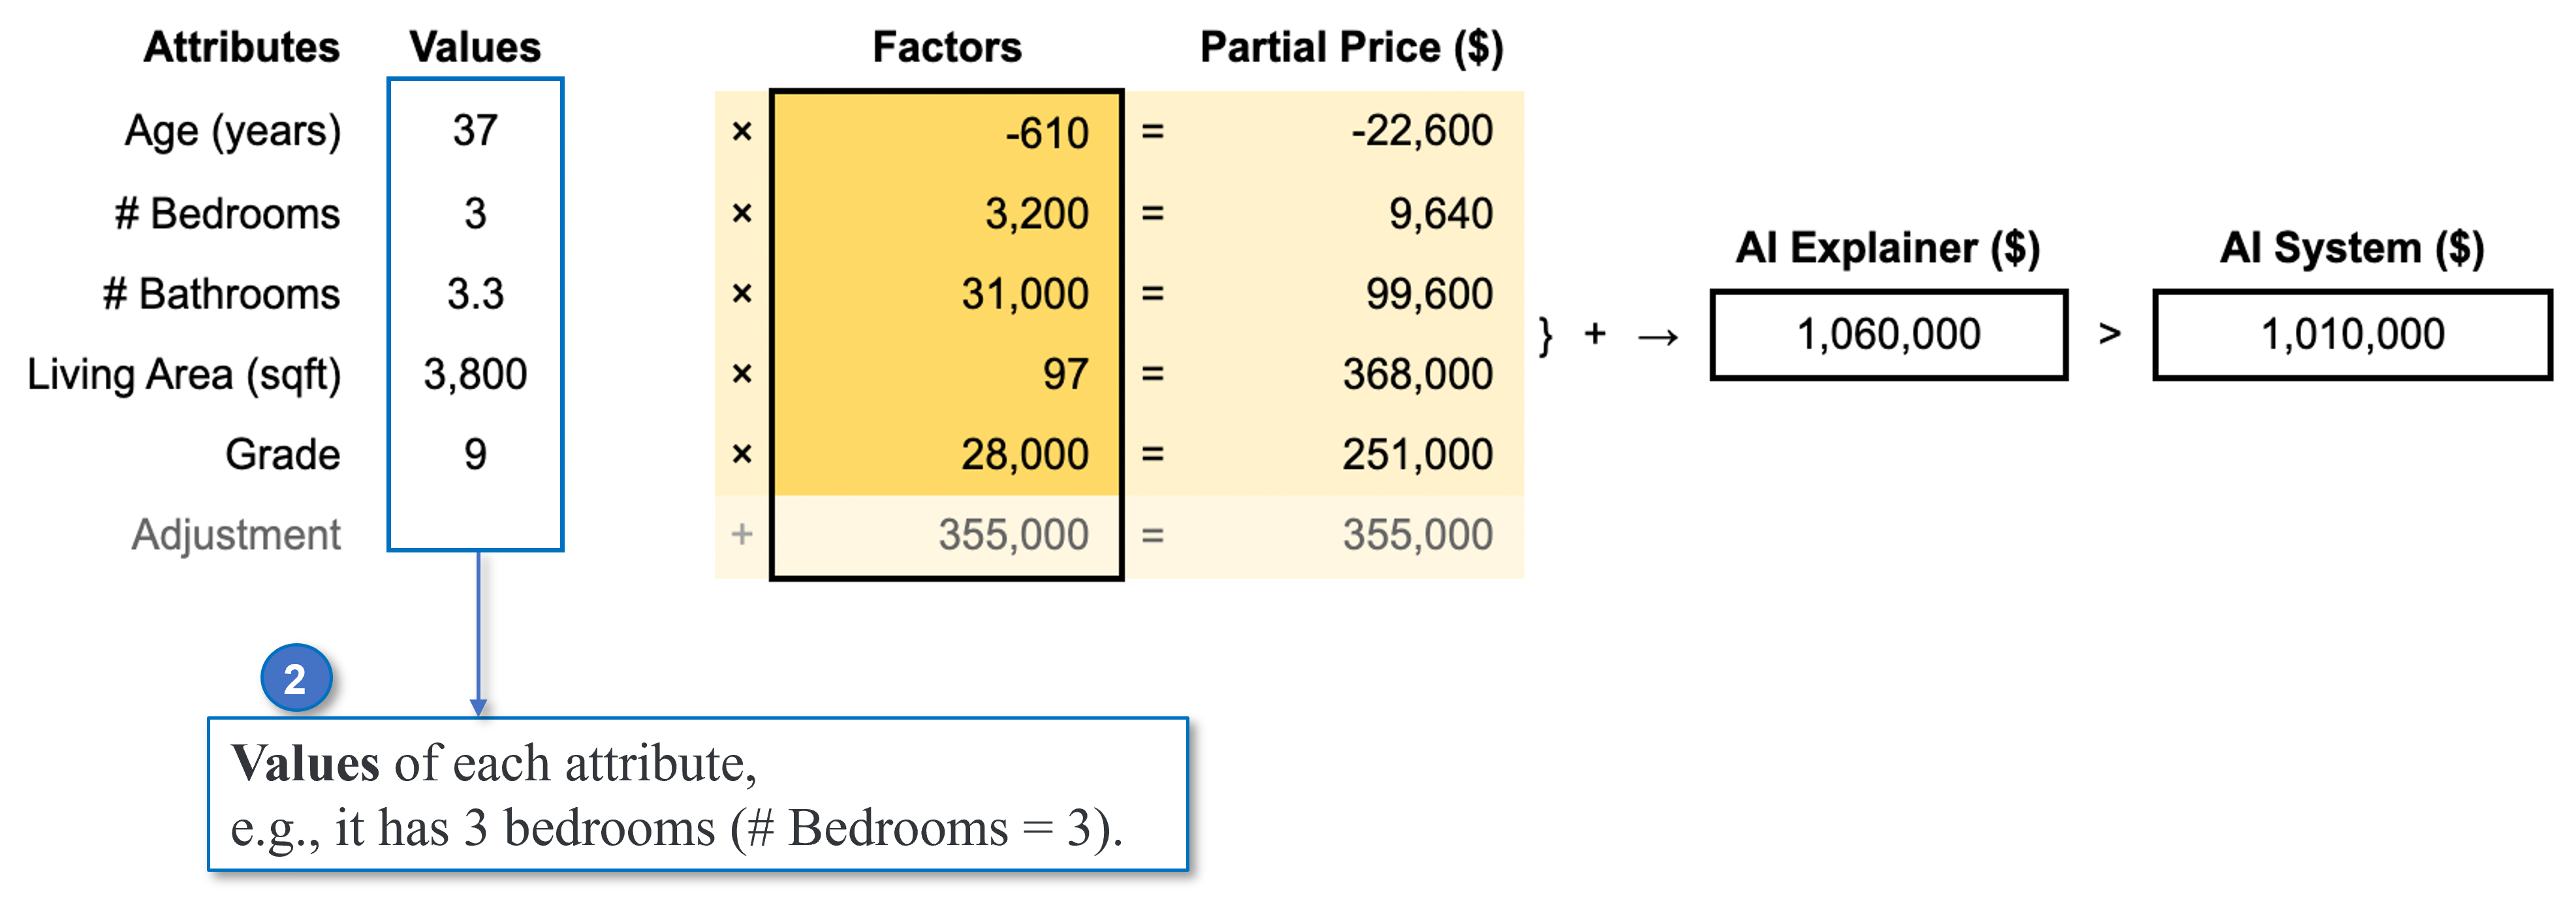 Attributes Values Factors Partial Price ($)
Age (years) 37 × -610 = -22,600
# Bedrooms 3 × 3,200 = 9,640
# Bathrooms 3.3 × 31,000 = 99,600
Living Area (sqft) 3,800 × 97 = 368,000
Grade 9 × 28,000 = 251,000
Adjustment + 355,000 = 355,000
} + →
AI Explainer ($) AI System ($)
1,060,000 > 1,010,000
2
Values of each attribute,
e.g., it has 3 bedrooms (# Bedrooms = 3).